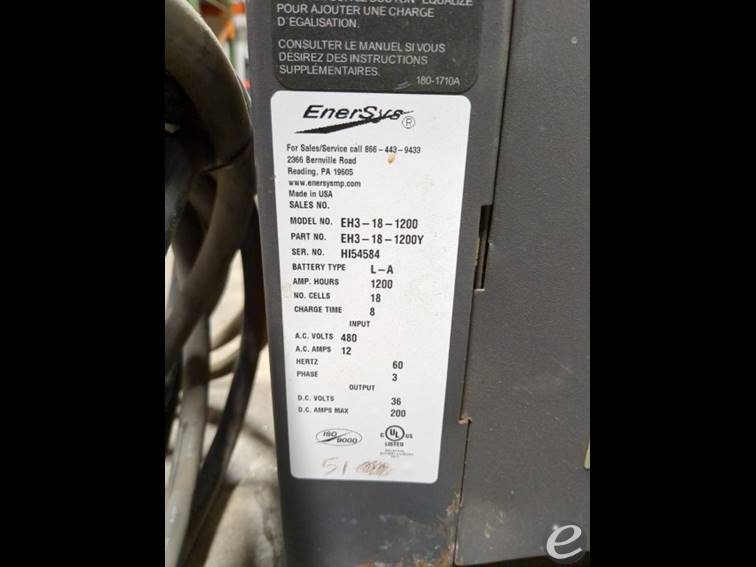 POUR AJOUTER UNE CHARGE
D'EGALISATION.
CONSULTER LE MANUEL SI VOUS
DÉSIREZ DES INSTRUCTIONS
SUPPLÉMENTAIRES.
180-1710A
EnerSys®
For Sales/Service call 866-443-9433
2366 Bernville Road
Reading, PA 19605
www.enersysmp.com
Made in USA
SALES NO.
MODEL NO. EH3-18-1200
PART NO. EH3-18-1200Y
SER. NO. HI54584
BATTERY TYPE L-A
AMP. HOURS 1200
NO. CELLS 18
CHARGE TIME 8
INPUT
A.C. VOLTS 480
A.C. AMPS 12
HERTZ 60
PHASE 3
OUTPUT
D.C. VOLTS 36
D.C. AMPS MAX 200
ISO 9000
C UL US
LISTED
51
e